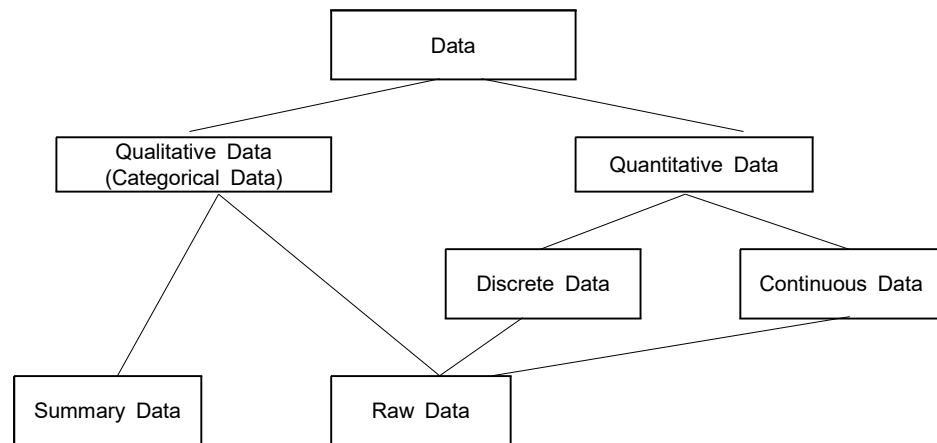 Data
Qualitative Data
(Categorical Data)
Quantitative Data
Discrete Data
Continuous Data
Summary Data
Raw Data